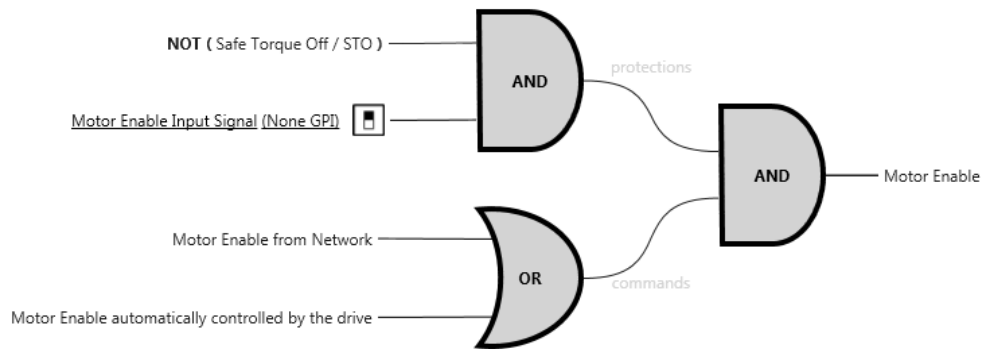 NOT ( Safe Torque Off / STO )
AND
protections
Motor Enable Input Signal (None GPI)
AND
Motor Enable
Motor Enable from Network
OR
commands
Motor Enable automatically controlled by the drive